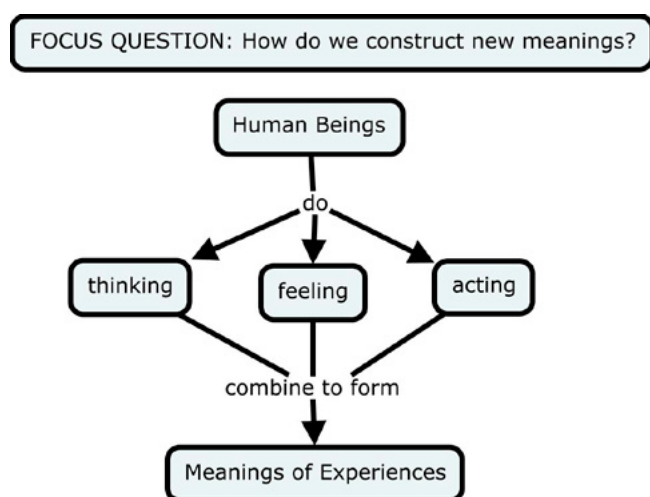 FOCUS QUESTION: How do we construct new meanings?
Human Beings
do
thinking
feeling
acting
combine to form
Meanings of Experiences